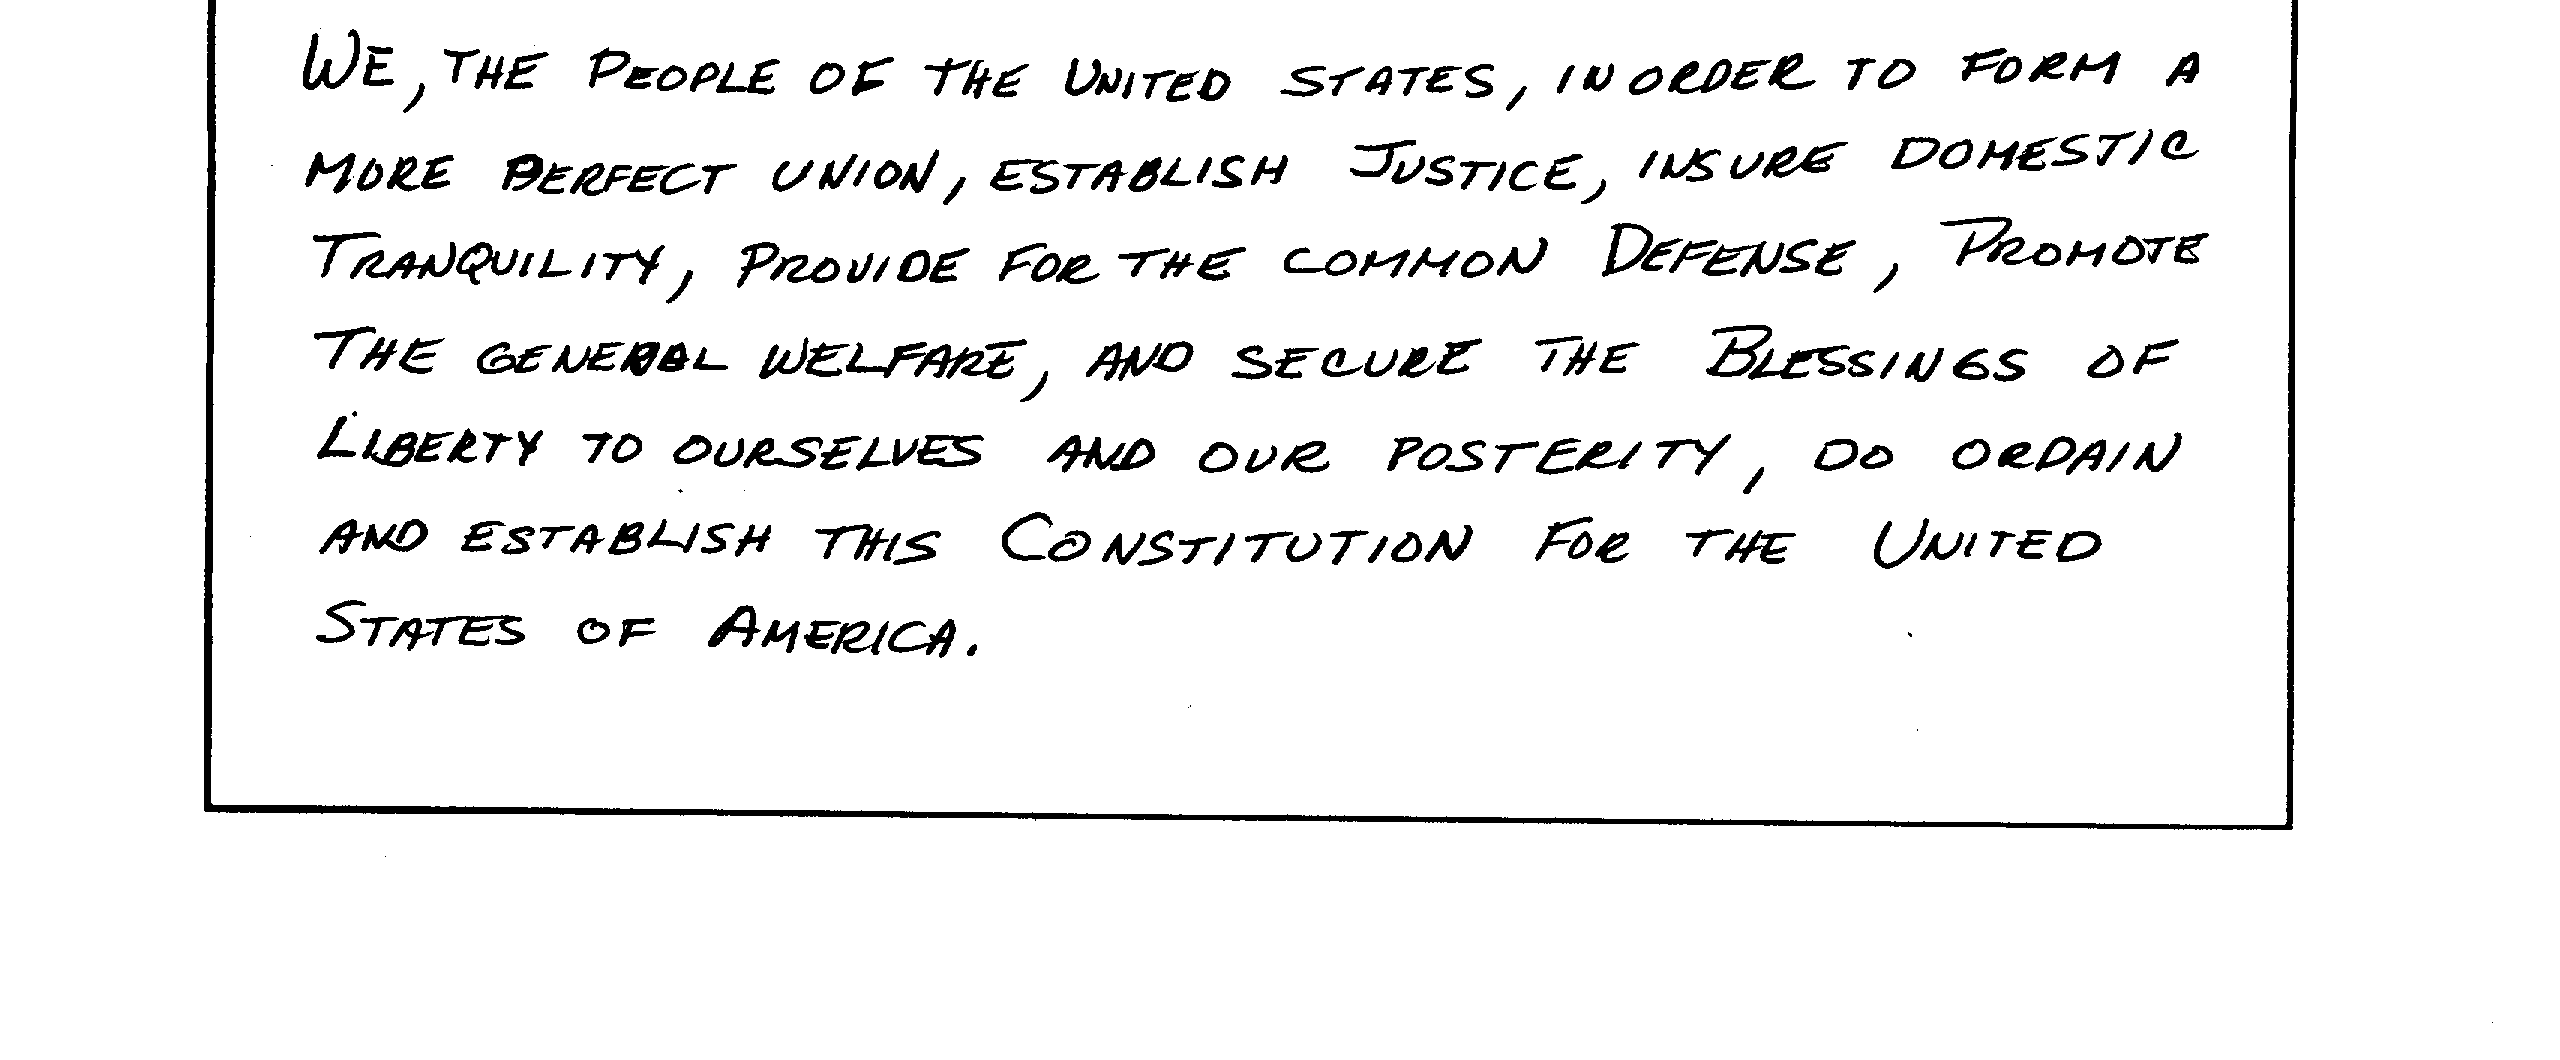 WE, THE PEOPLE OF THE UNITED STATES, IN ORDER TO FORM A
MORE PERFECT UNION, ESTABLISH JUSTICE, INSURE DOMESTIC
TRANQUILITY, PROVIDE FOR THE COMMON DEFENSE, PROMOTE
THE GENERAL WELFARE, AND SECURE THE BLESSINGS OF
LIBERTY TO OURSELVES AND OUR POSTERITY, DO ORDAIN
AND ESTABLISH THIS CONSTITUTION FOR THE UNITED
STATES OF AMERICA.